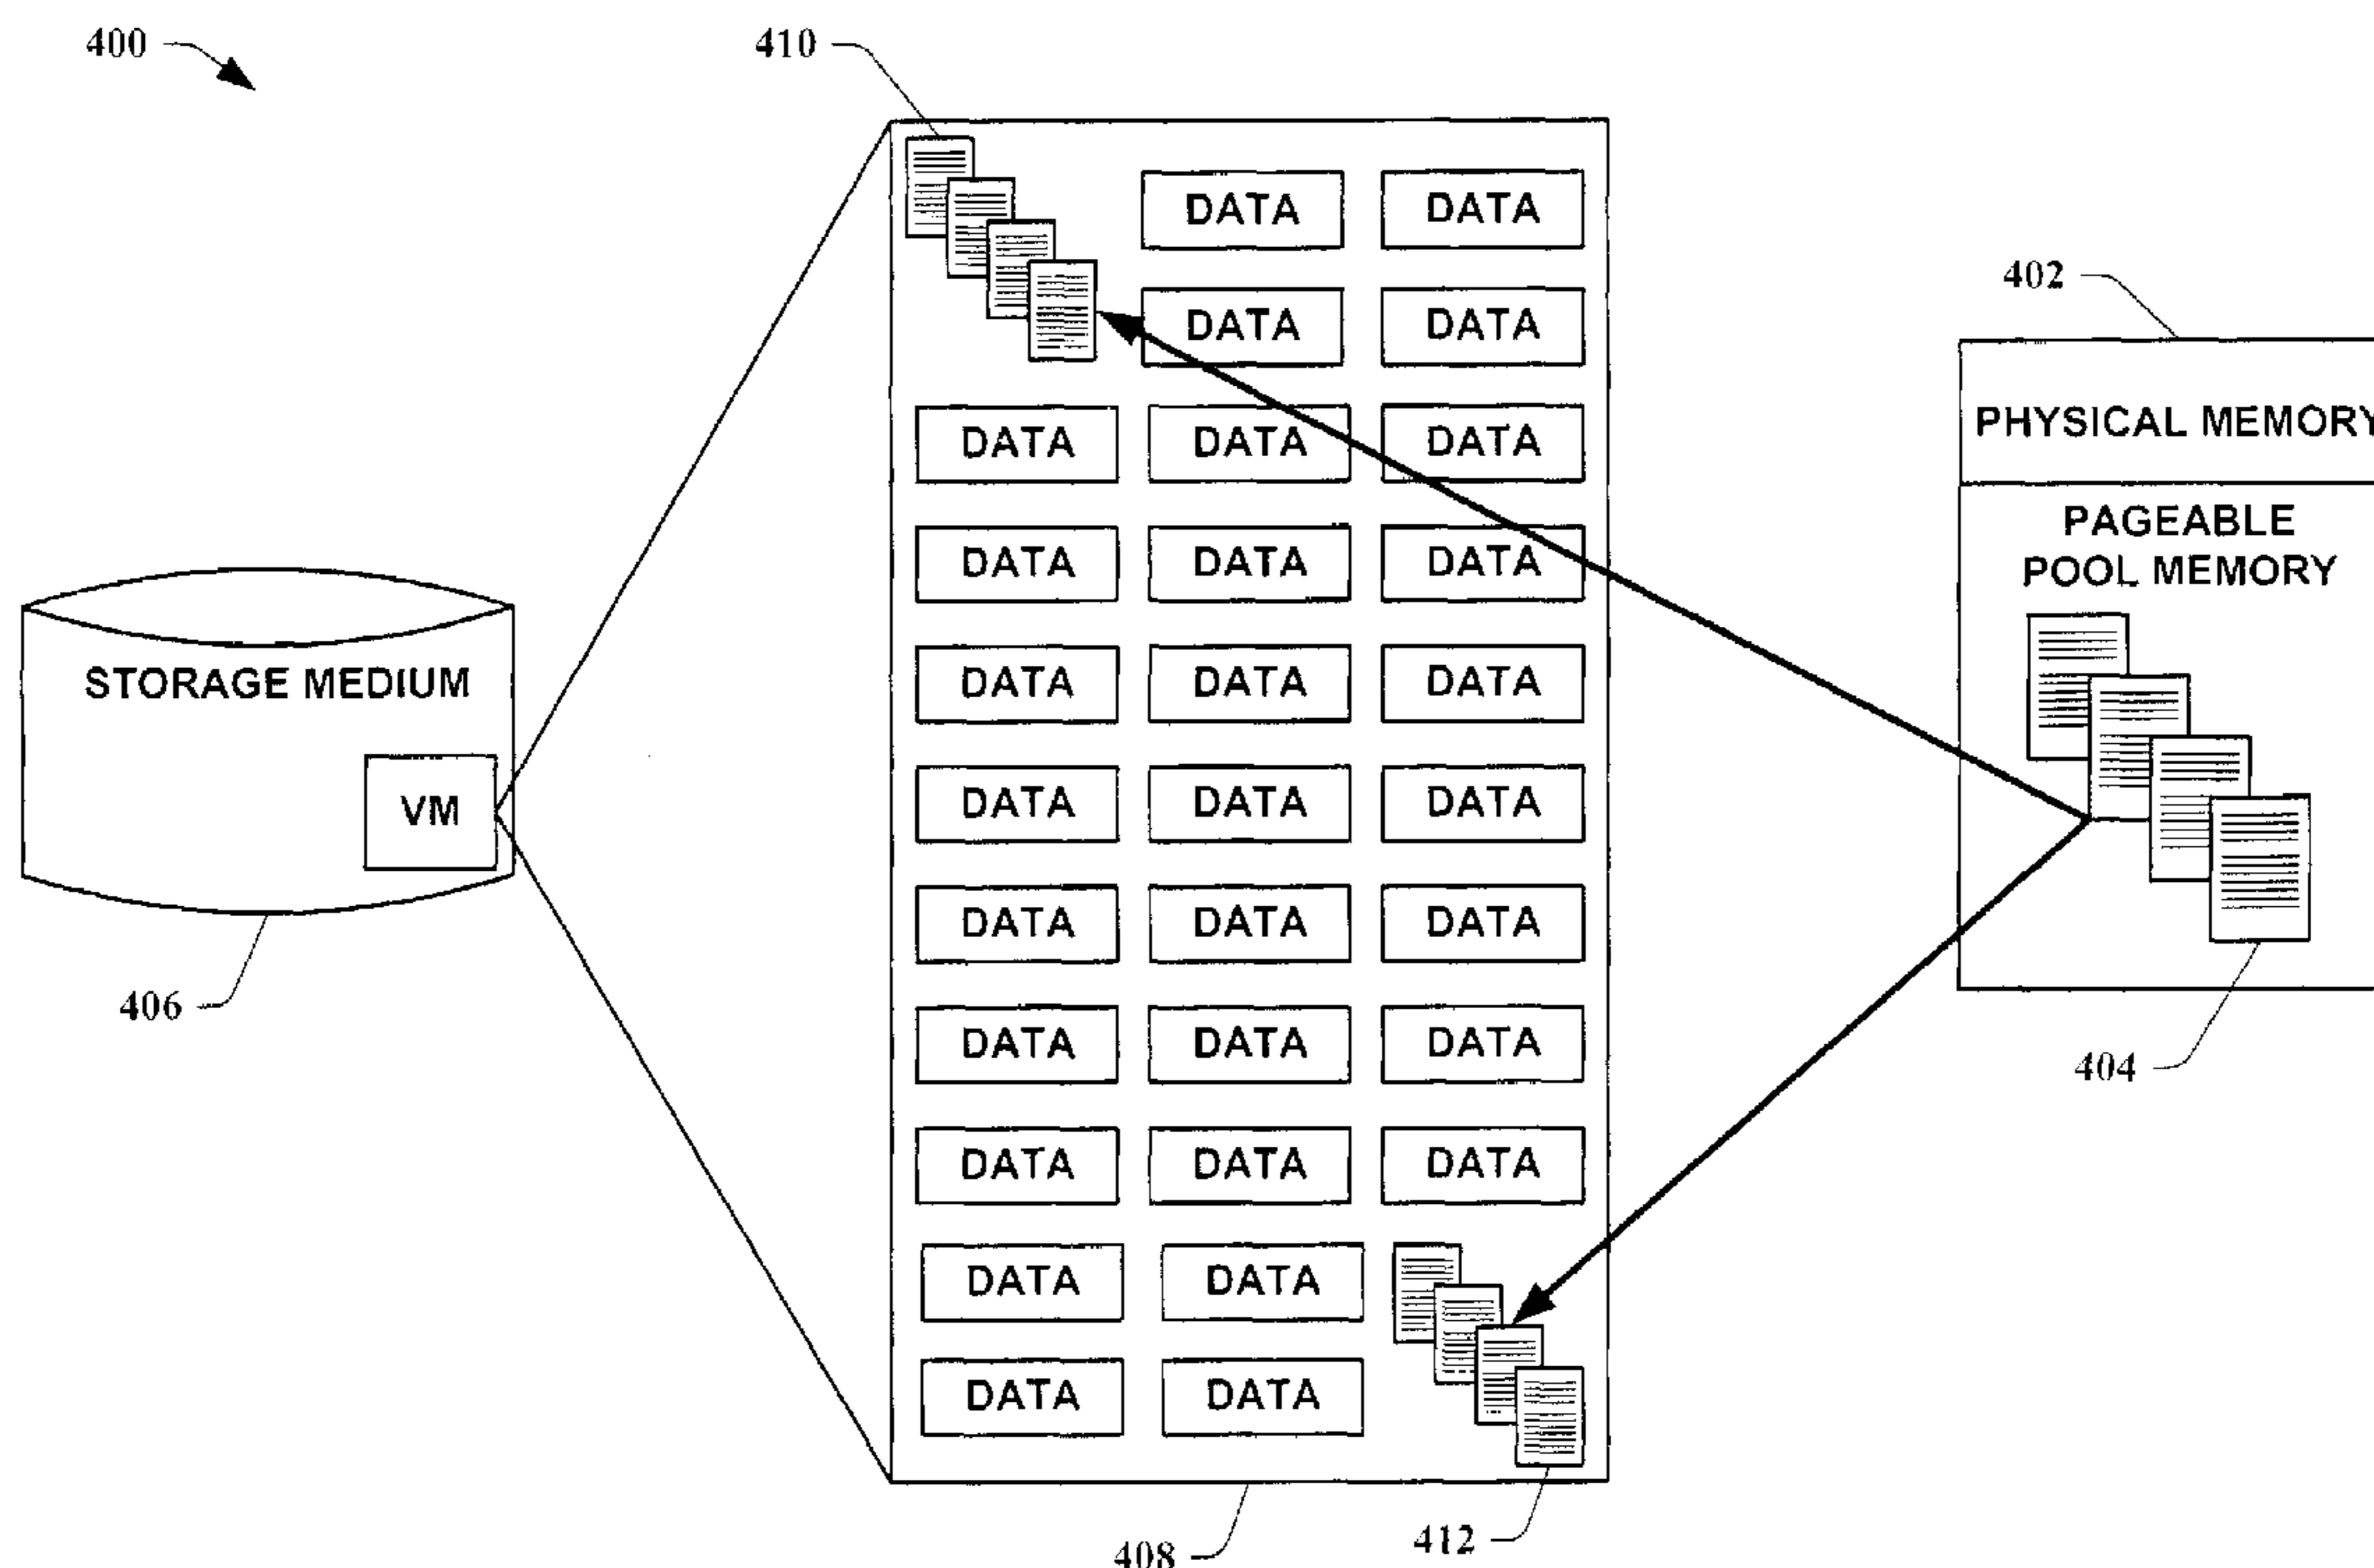 400
410
DATA DATA
402
DATA DATA
PHYSICAL MEMORY
DATA DATA DATA
PAGEABLE
POOL MEMORY
DATA DATA DATA
STORAGE MEDIUM
DATA DATA DATA
VM
DATA DATA DATA
DATA DATA DATA
406
DATA DATA DATA
404
DATA DATA DATA
DATA DATA
DATA DATA
412
408